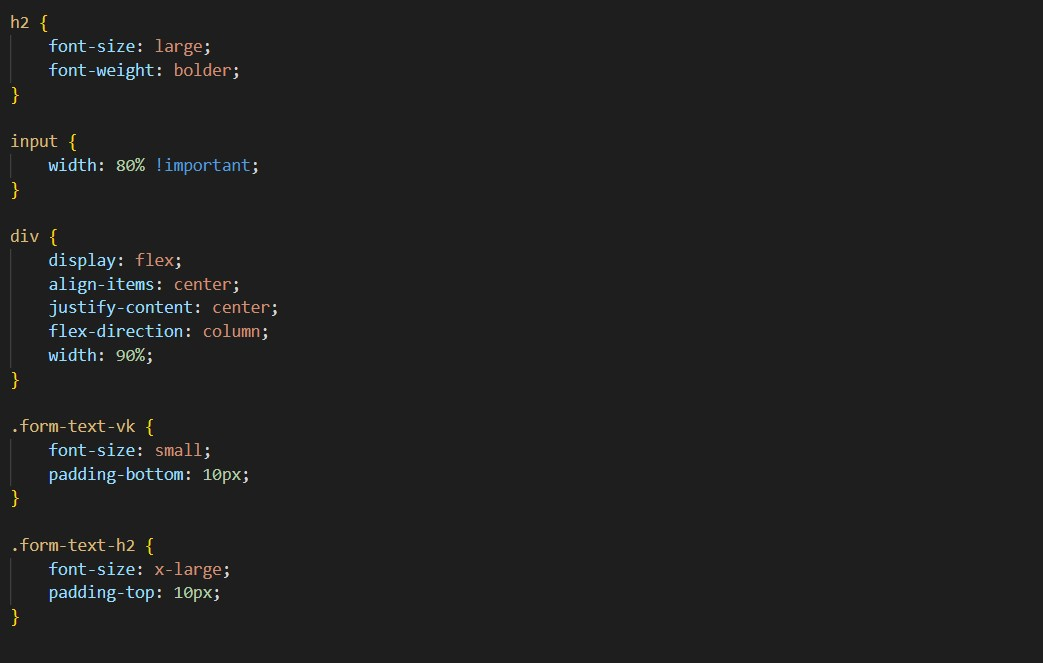 h2 {
    font-size: large;
    font-weight: bolder;
}
input {
    width: 80% !important;
}
div {
    display: flex;
    align-items: center;
    justify-content: center;
    flex-direction: column;
    width: 90%;
}
.form-text-vk {
    font-size: small;
    padding-bottom: 10px;
}
.form-text-h2 {
    font-size: x-large;
    padding-top: 10px;
}